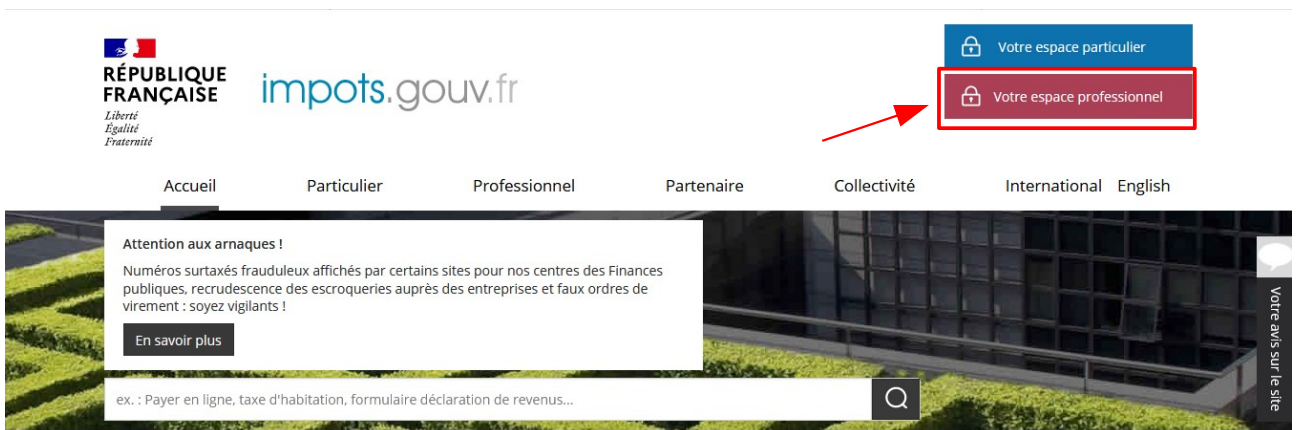 RÉPUBLIQUE
FRANÇAISE
Liberté
Égalité
Fraternité
impots.gouv.fr
Votre espace particulier
Votre espace professionnel
Accueil Particulier Professionnel Partenaire Collectivité International English
Attention aux arnaques !
Numéros surtaxés frauduleux affichés par certains sites pour nos centres des Finances
publiques, recrudescence des escroqueries auprès des entreprises et faux ordres de
virement : soyez vigilants !
En savoir plus
ex. : Payer en ligne, taxe d'habitation, formulaire déclaration de revenus...
Votre avis sur le site